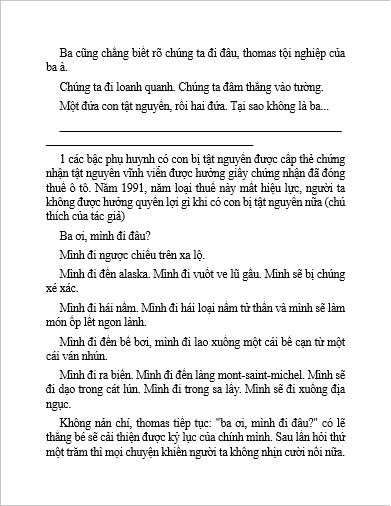 Ba cũng chẳng biết rõ chúng ta đi đâu, thomas tội nghiệp của
ba ả.
Chúng ta đi loanh quanh. Chúng ta đâm thẳng vào tường.
Một đứa con tật nguyền, rồi hai đứa. Tại sao không là ba...
1 các bậc phụ huynh có con bị tật nguyền được cấp thẻ chứng
nhận tật nguyền vĩnh viễn được hưởng giấy chứng nhận đã đóng
thuế ô tô. Năm 1991, năm loại thuế này mất hiệu lực, người ta
không được hưởng quyền lợi gì khi có con bị tật nguyền nữa (chú
thích của tác giả)
Ba ơi, mình đi đâu?
Mình đi ngược chiều trên xa lộ.
Mình đi đến alaska. Mình đi vuốt ve lũ gấu. Mình sẽ bị chúng
xé xác.
Mình đi hái nấm. Mình đi hái loại nấm tử thần và mình sẽ làm
món ốp lết ngon lành.
Mình đi đến bể bơi, mình đi lao xuống một cái bể cạn từ một
cái ván nhún.
Mình đi ra biển. Mình đi đến làng mont-saint-michel. Mình sẽ
đi dạo trong cát lún. Mình đi trong sa lầy. Mình sẽ đi xuống địa
ngục.
Không nản chí, thomas tiếp tục: "ba ơi, mình đi đâu?" có lẽ
thằng bé sẽ cải thiện được kỷ lục của chính mình. Sau lần hỏi thứ
một trăm thì mọi chuyện khiến người ta không nhịn cười nổi nữa.